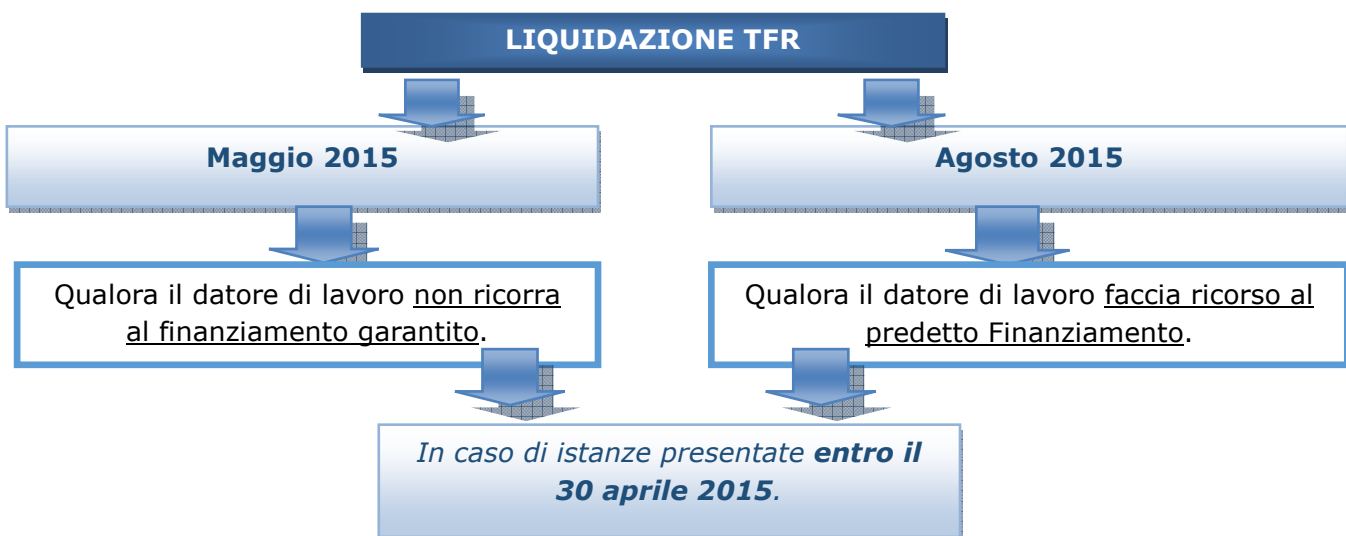 LIQUIDAZIONE TFR
Maggio 2015
Agosto 2015
Qualora il datore di lavoro non ricorra
al finanziamento garantito.
Qualora il datore di lavoro faccia ricorso al
predetto Finanziamento.
In caso di istanze presentate entro il
30 aprile 2015.